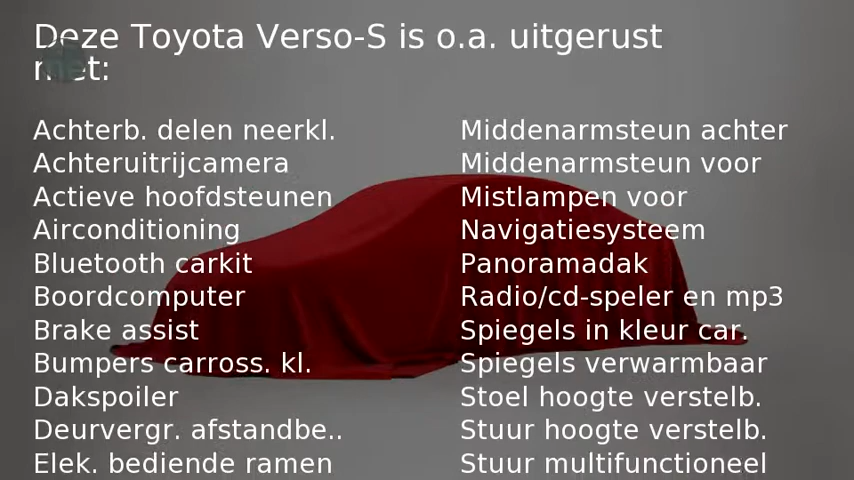 Deze Toyota Verso-S is o.a. uitgerust
met:
Achterb. delen neerkl.
Achteruitrijcamera
Actieve hoofdsteunen
Airconditioning
Bluetooth carkit
Boordcomputer
Brake assist
Bumpers carross. kl.
Dakspoiler
Deurvergr. afstandbe..
Elek. bediende ramen
Middenarmsteun achter
Middenarmsteun voor
Mistlampen voor
Navigatiesysteem
Panoramadak
Radio/cd-speler en mp3
Spiegels in kleur car.
Spiegels verwarmbaar
Stoel hoogte verstelb.
Stuur hoogte verstelb.
Stuur multifunctioneel